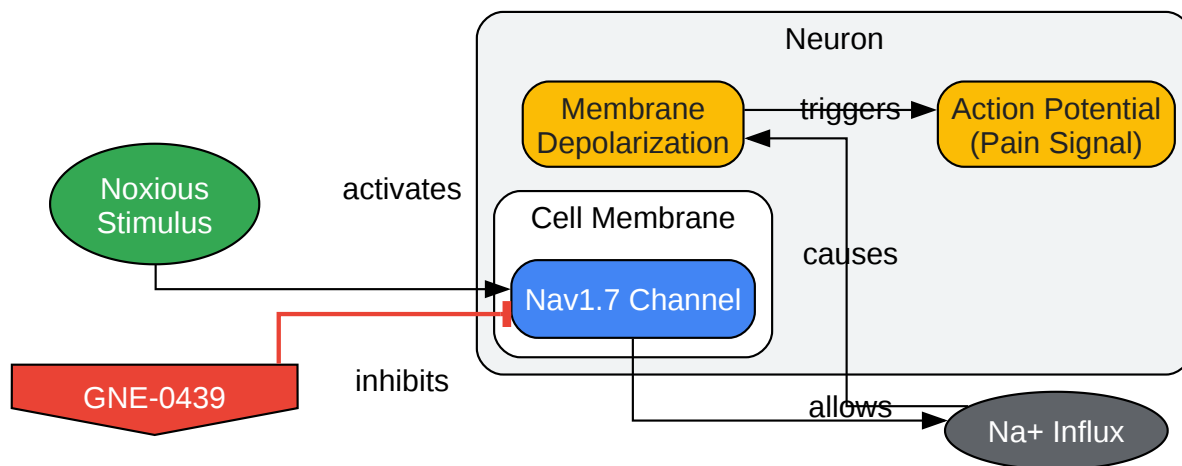 Neuron
Membrane
Depolarization
triggers
Action Potential
(Pain Signal)
Noxious
Stimulus
activates
Cell Membrane
causes
Nav1.7 Channel
inhibits
GNE-0439
allows
Na+ Influx